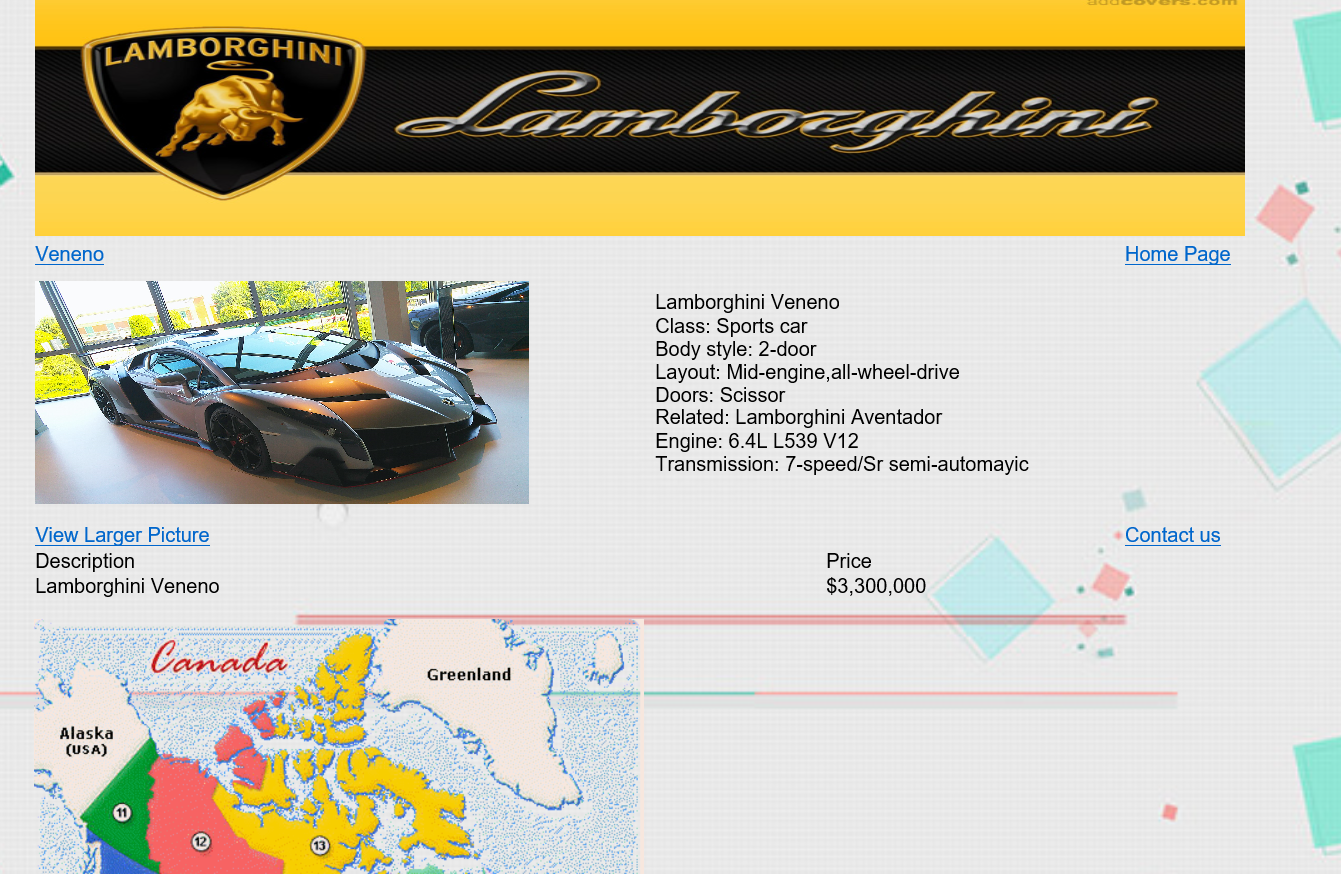 addcovers.com
LAMBORGHINI
Lamborghini
Veneno
Home Page
Lamborghini Veneno
Class: Sports car
Body style: 2-door
Layout: Mid-engine,all-wheel-drive
Doors: Scissor
Related: Lamborghini Aventador
Engine: 6.4L L539 V12
Transmission: 7-speed/Sr semi-automayic
View Larger Picture
Contact us
Description
Price
Lamborghini Veneno
$3,300,000
Canada
Greenland
Alaska
(USA)
11
12
13